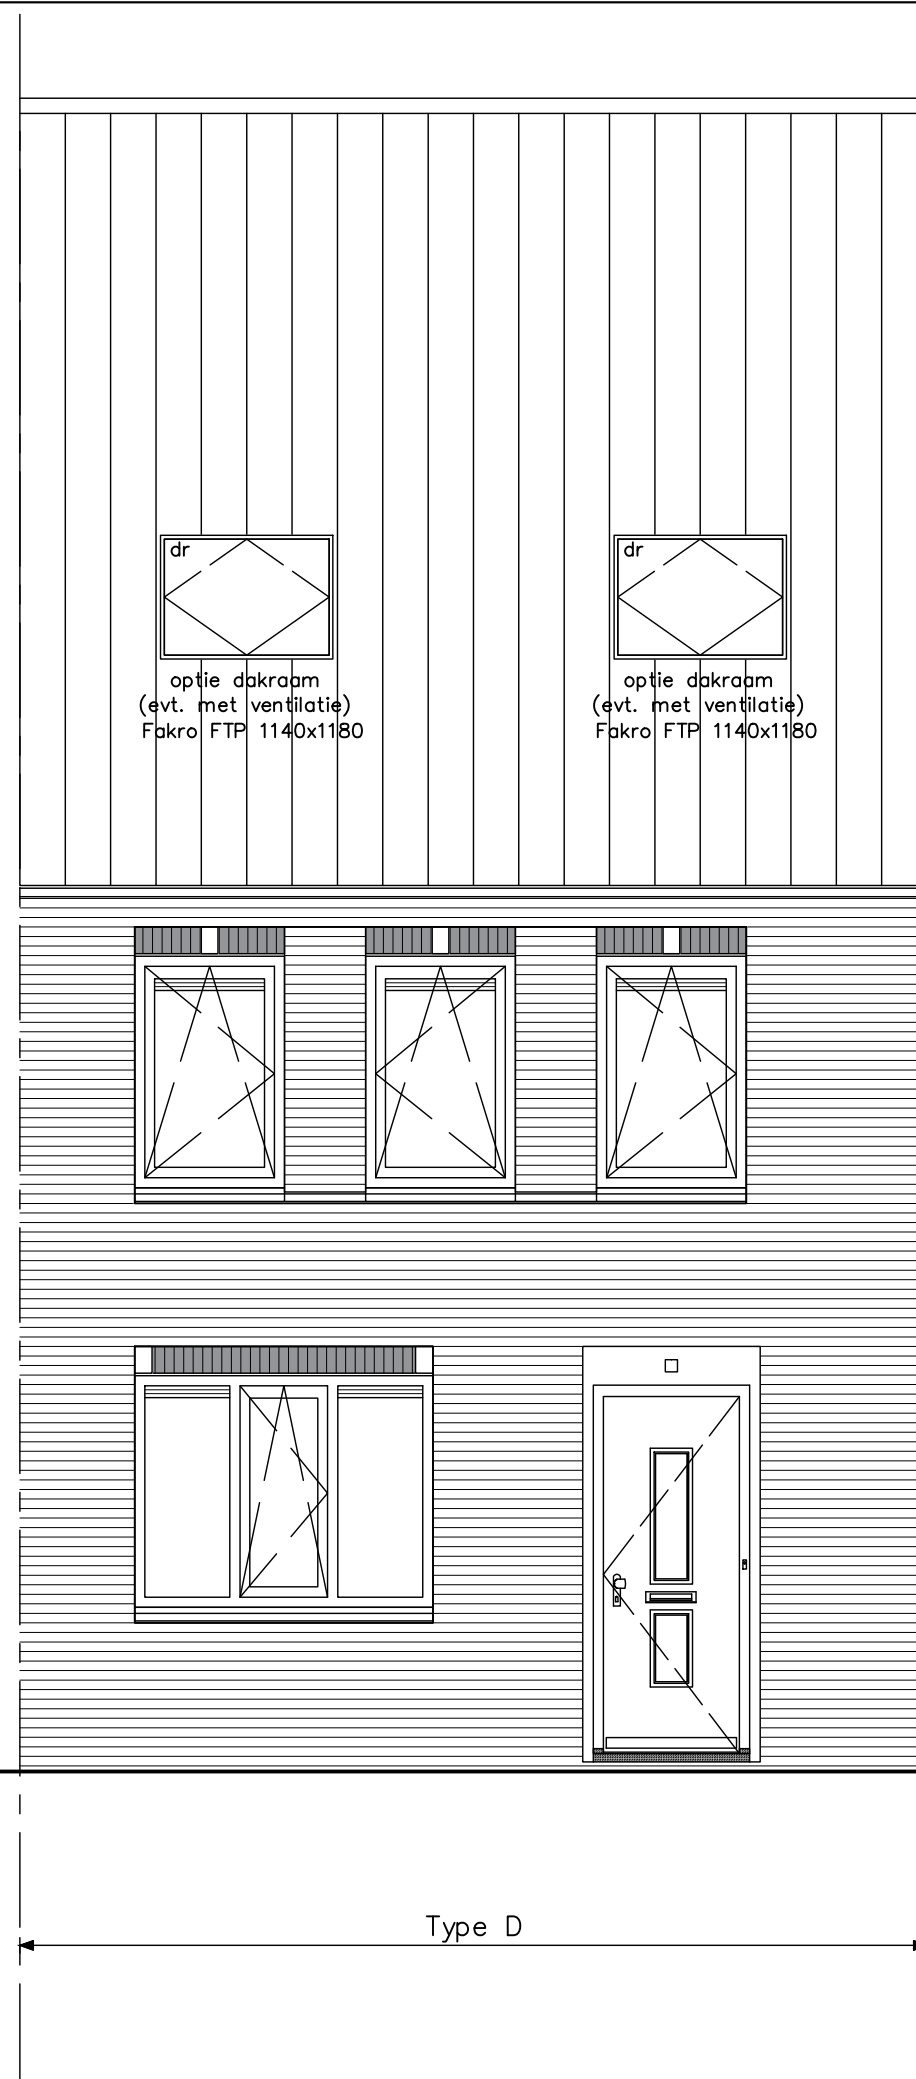 dr
optie dakraam
(evt. met ventilatie)
Fakro FTP 1140x1180
dr
optie dakraam
(evt. met ventilatie)
Fakro FTP 1140x1180
Type D